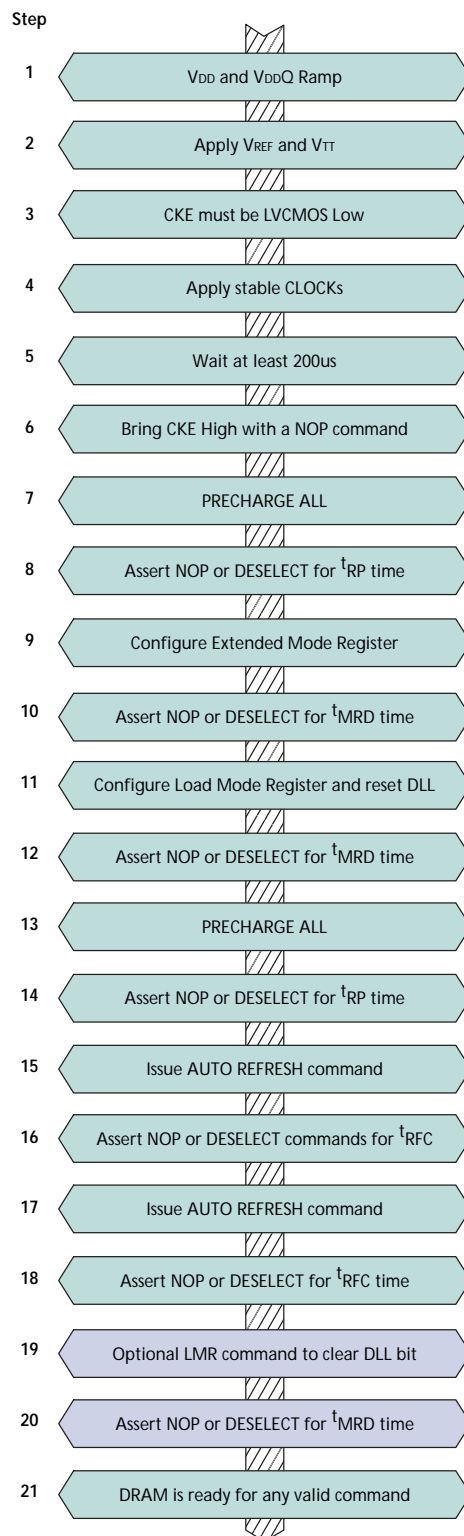 Step
1 VDD and VDDQ Ramp
2 Apply VREF and VTT
3 CKE must be LVCMOS Low
4 Apply stable CLOCKs
5 Wait at least 200us
6 Bring CKE High with a NOP command
7 PRECHARGE ALL
8 Assert NOP or DESELECT for tRP time
9 Configure Extended Mode Register
10 Assert NOP or DESELECT for tMRD time
11 Configure Load Mode Register and reset DLL
12 Assert NOP or DESELECT for tMRD time
13 PRECHARGE ALL
14 Assert NOP or DESELECT for tRP time
15 Issue AUTO REFRESH command
16 Assert NOP or DESELECT commands for tRFC
17 Issue AUTO REFRESH command
18 Assert NOP or DESELECT for tRFC time
19 Optional LMR command to clear DLL bit
20 Assert NOP or DESELECT for tMRD time
21 DRAM is ready for any valid command